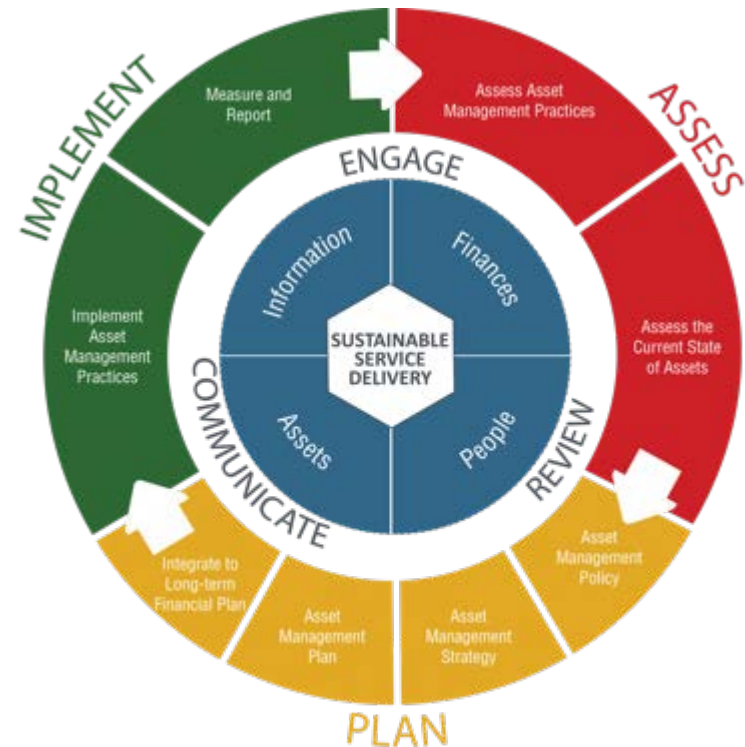 IMPLEMENT
ASSESS
PLAN
Measure and
Report
Assess Asset
Management Practices
Assess the
Current State
of Assets
Asset
Management
Policy
Asset
Management
Strategy
Asset
Management
Plan
Integrate to
Long-term
Financial Plan
Implement
Asset
Management
Practices
ENGAGE
REVIEW
COMMUNICATE
Information
Finances
People
Assets
SUSTAINABLE
SERVICE
DELIVERY